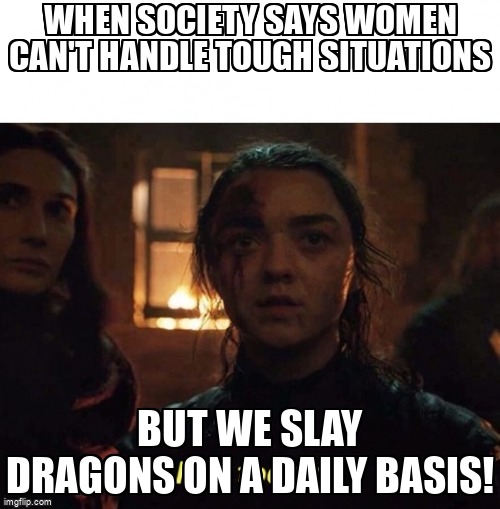 WHEN SOCIETY SAYS WOMEN
CAN'T HANDLE TOUGH SITUATIONS
BUT WE SLAY
DRAGONS ON A DAILY BASIS!
imgflip.com